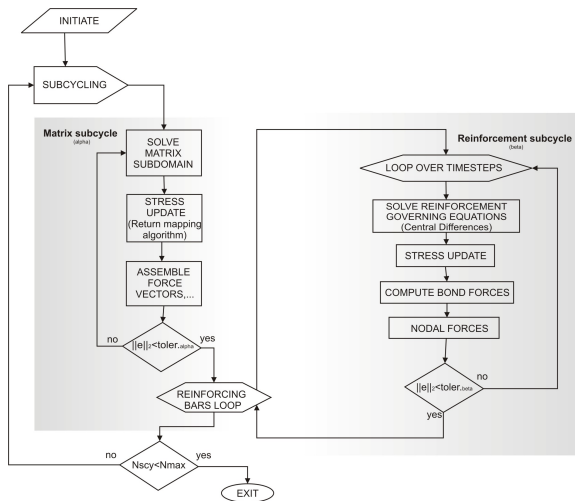 INITIATE
SUBCYCLING
Matrix subcycle
(alpha)
SOLVE
MATRIX
SUBDOMAIN
STRESS
UPDATE
(Return mapping
algorithm)
ASSEMBLE
FORCE
VECTORS,...
no
||e||₂<toler.alpha
yes
REINFORCING
BARS LOOP
no
Nscy<Nmax
yes
EXIT
Reinforcement subcycle
(beta)
LOOP OVER TIMESTEPS
SOLVE REINFORCEMENT
GOVERNING EQUATIONS
(Central Differences)
STRESS UPDATE
COMPUTE BOND FORCES
NODAL FORCES
||e||₂<toler.beta
no
yes